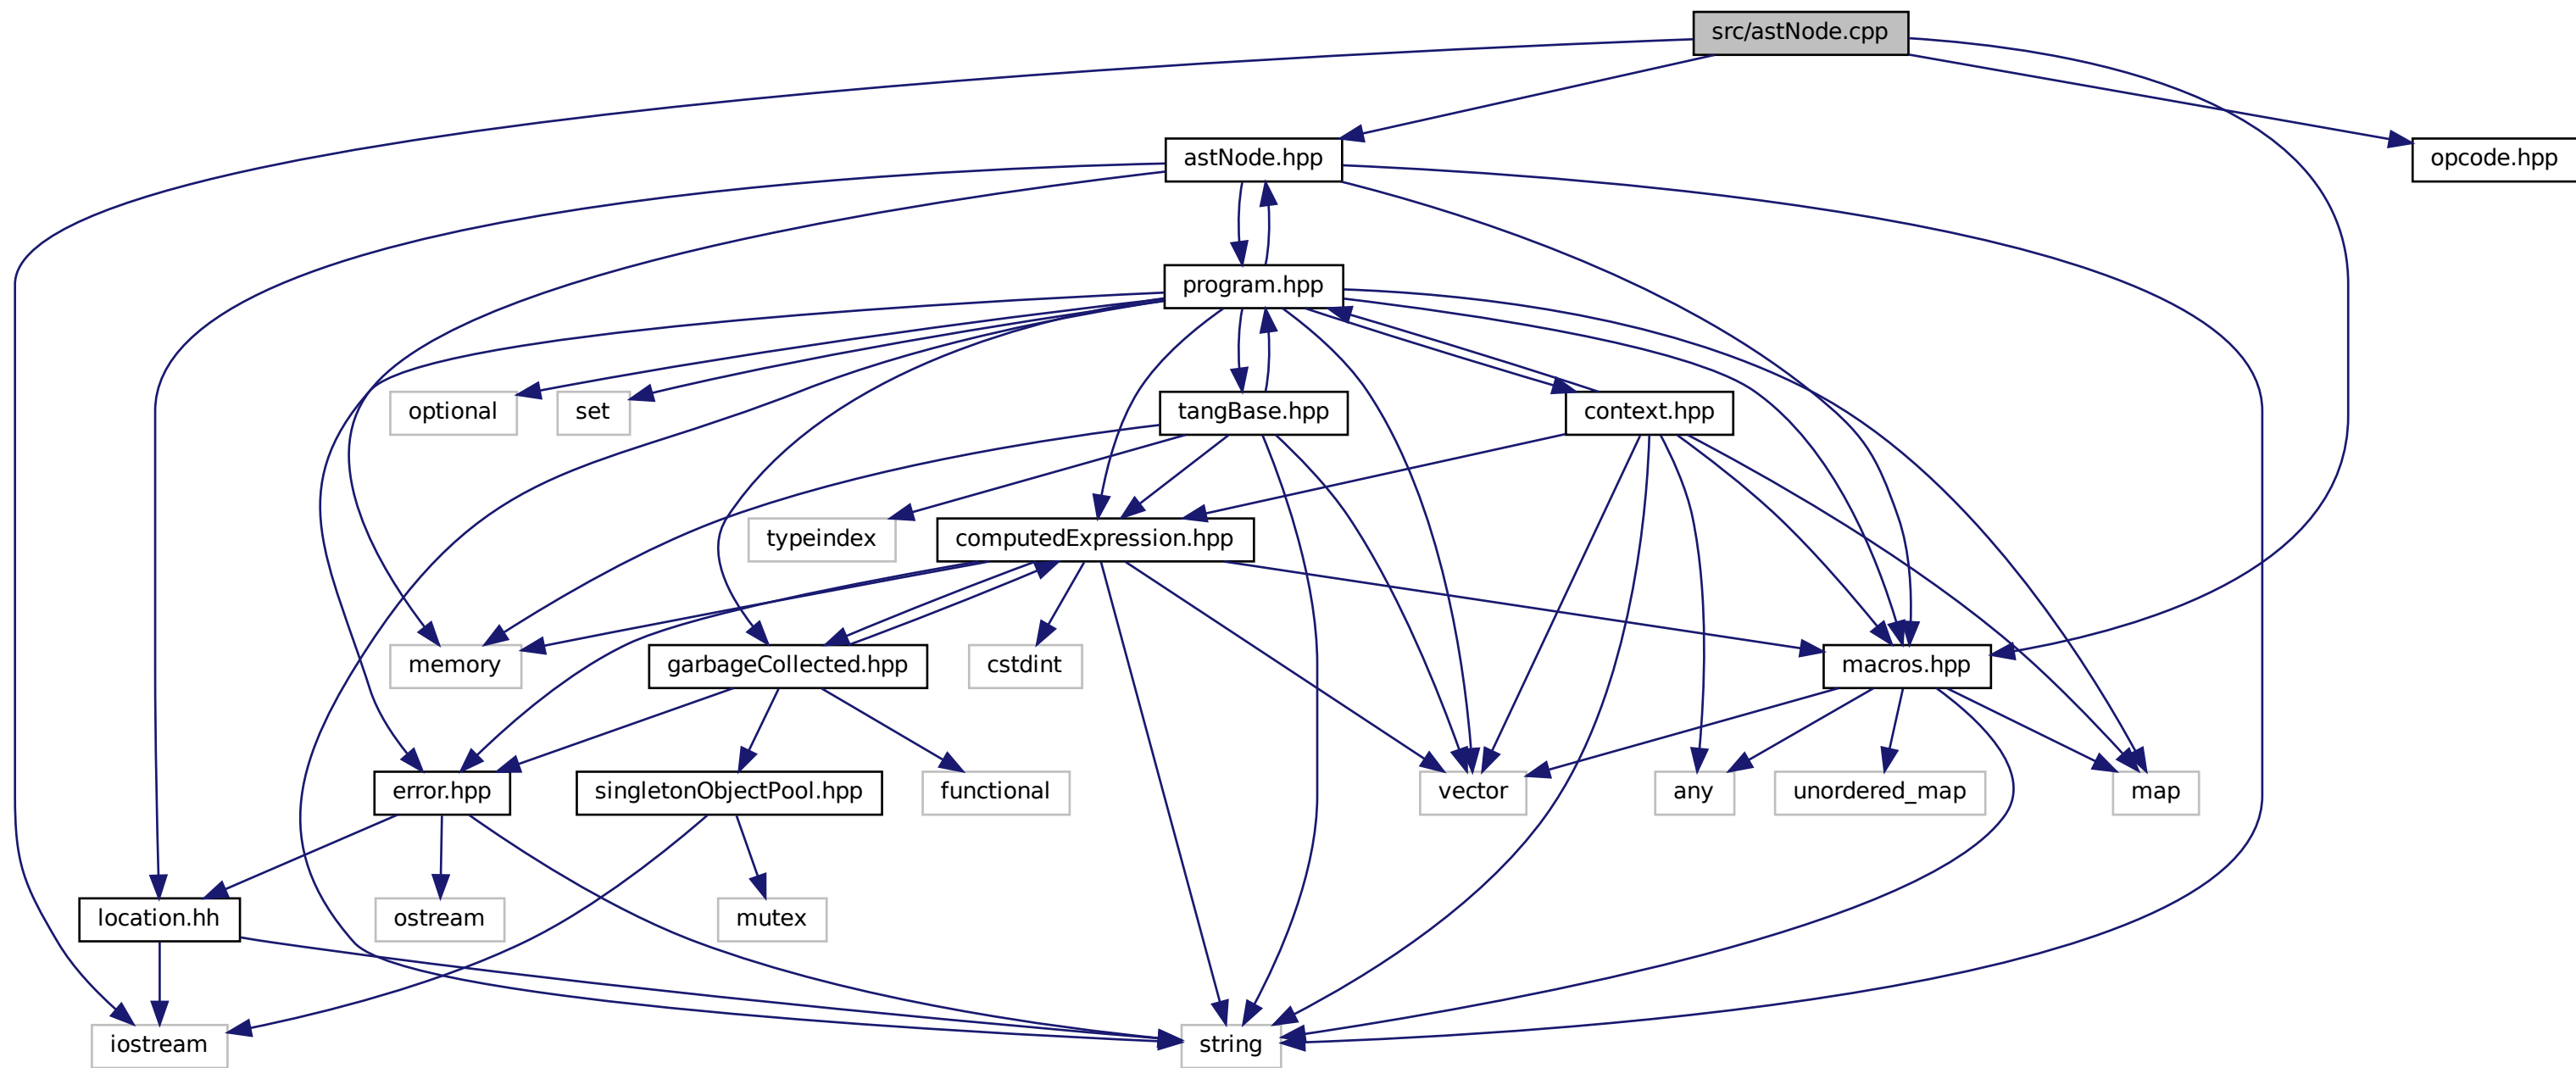 src/astNode.cpp
astNode.hpp
opcode.hpp
program.hpp
optional
set
tangBase.hpp
context.hpp
typeindex
computedExpression.hpp
memory
garbageCollected.hpp
cstdint
macros.hpp
error.hpp
singletonObjectPool.hpp
functional
vector
any
unordered_map
map
location.hh
ostream
mutex
iostream
string